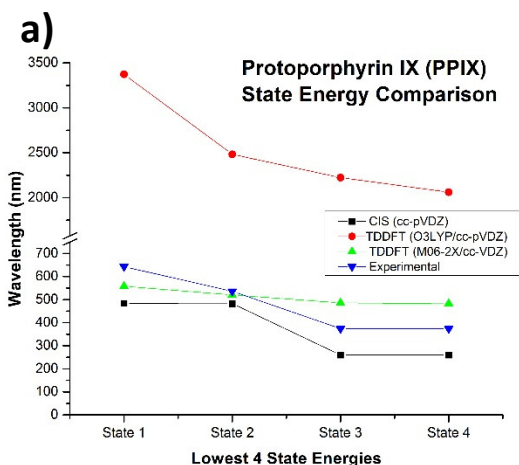 a)
Protoporphyrin IX (PPIX)
State Energy Comparison
3500
3000
2500
2000
700
600
500
400
300
200
100
0
Wavelength (nm)
CIS (cc-pVDZ)
TDDFT (O3LYP/cc-pVDZ)
TDDFT (M06-2X/cc-VDZ)
Experimental
State 1
State 2
State 3
State 4
Lowest 4 State Energies